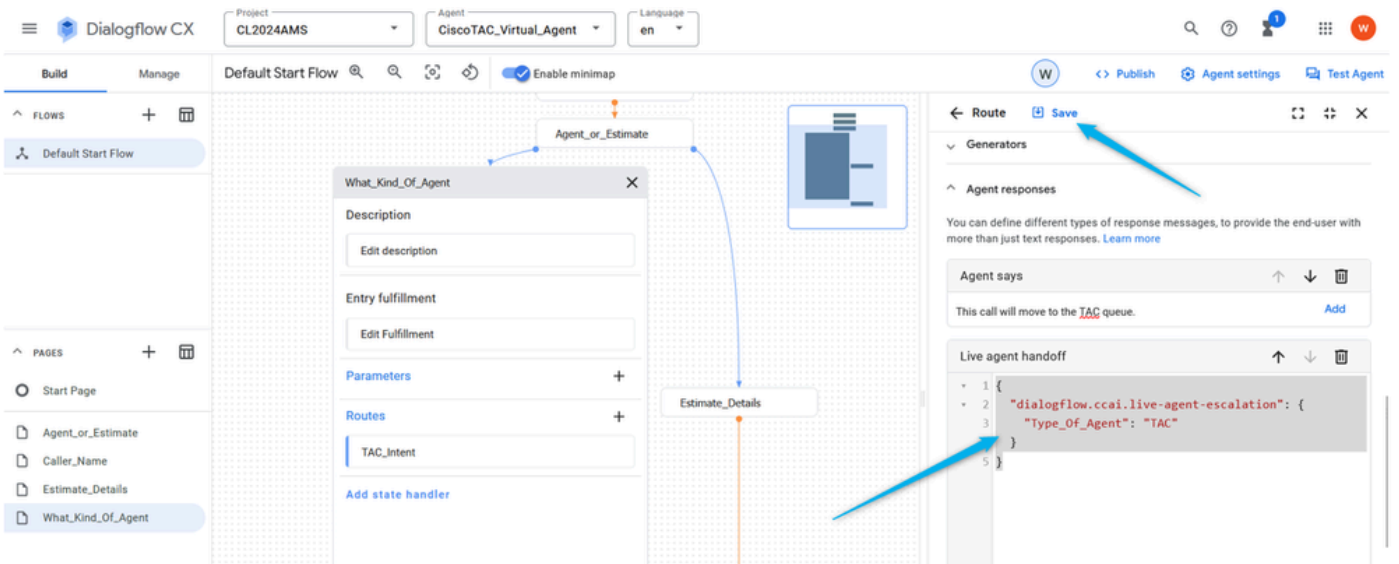 Dialogflow CX
Project
CL2024AMS
Agent
CiscoTAC_Virtual_Agent
Language
en
1
W
Build
Manage
Default Start Flow
Enable minimap
W
<> Publish
Agent settings
Test Agent
FLOWS
Default Start Flow
PAGES
Start Page
Agent_or_Estimate
Caller_Name
Estimate_Details
What_Kind_Of_Agent
Agent_or_Estimate
What_Kind_Of_Agent
Description
Edit description
Entry fulfillment
Edit Fulfillment
Parameters
Routes
TAC_Intent
Add state handler
Estimate_Details
Route
Save
Generators
Agent responses
You can define different types of response messages, to provide the end-user with
more than just text responses. Learn more
Agent says
This call will move to the TAC queue.
Add
Live agent handoff
1 {
2 "dialogflow.ccai.live-agent-escalation": {
3 "Type_Of_Agent": "TAC"
}
5 }